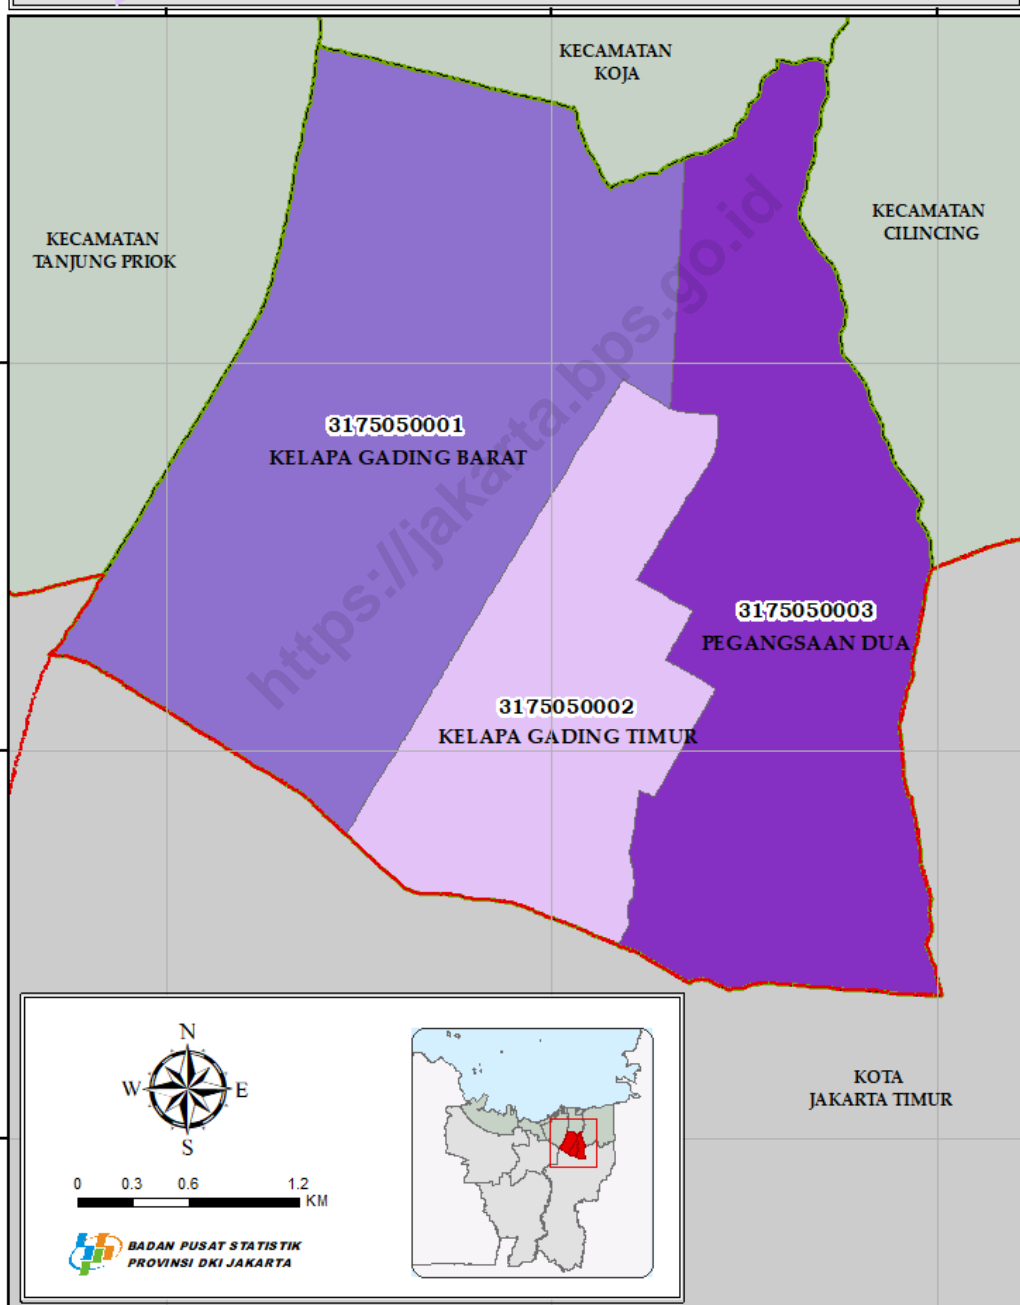 KECAMATAN
KOJA
KECAMATAN
CILINCING
KECAMATAN
TANJUNG PRIOK
https://jakarta.bps.go.id
3175050001
KELAPA GADING BARAT
3175050003
PEGANGSAAN DUA
3175050002
KELAPA GADING TIMUR
KOTA
JAKARTA TIMUR
N
W E
S
0 0.3 0.6 1.2
KM
BADAN PUSAT STATISTIK
PROVINSI DKI JAKARTA